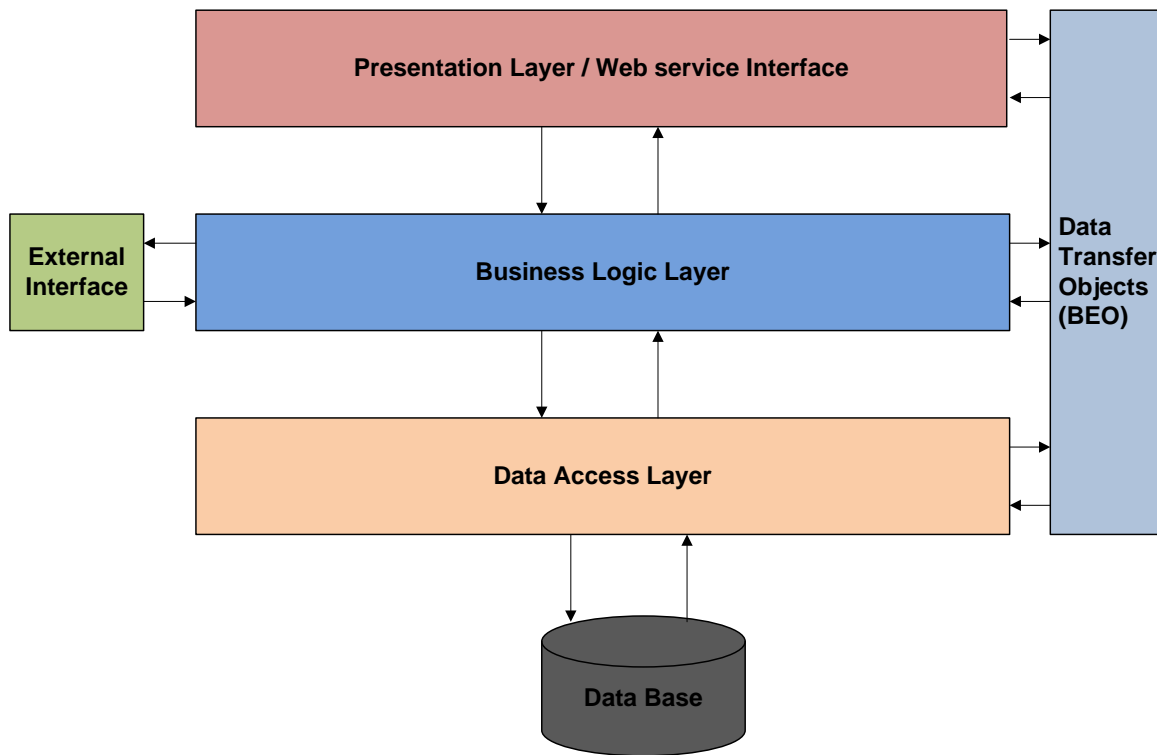 Presentation Layer / Web service Interface
External
Interface
Business Logic Layer
Data
Transfer
Objects
(BEO)
Data Access Layer
Data Base